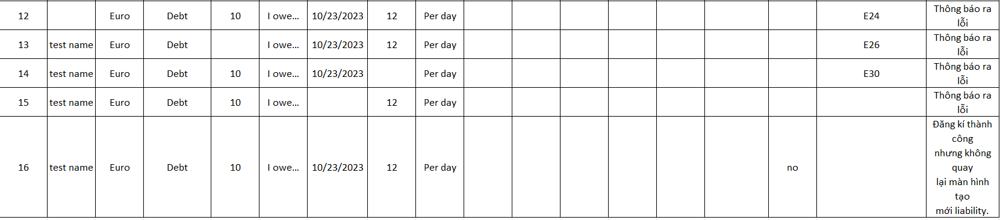 12 Euro Debt 10 I owe... 10/23/2023 12 Per day E24 Thông báo ra
lỗi
13 test name Euro Debt I owe... 10/23/2023 12 Per day E26 Thông báo ra
lỗi
14 test name Euro Debt 10 I owe... 10/23/2023 Per day E30 Thông báo ra
lỗi
15 test name Euro Debt 10 I owe... 12 Per day Thông báo ra
lỗi
16 test name Euro Debt 10 I owe... 10/23/2023 12 Per day no Đăng kí thành
công
nhưng không
quay
lại màn hình
tạo
mới liability.